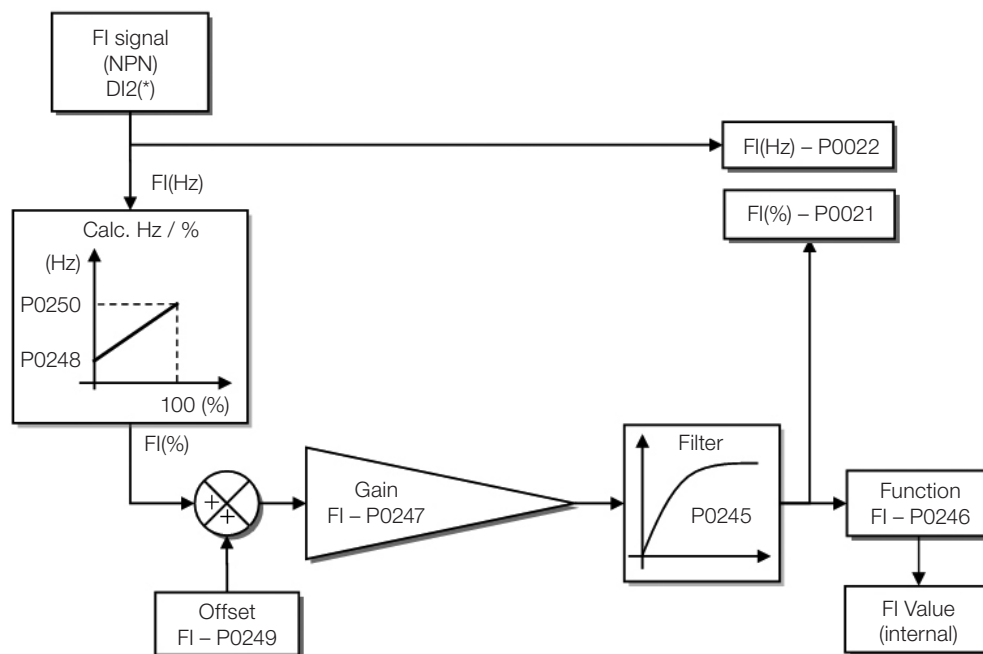 FI signal
(NPN)
DI2(*)
FI(Hz) – P0022
FI(Hz)
FI(%) – P0021
Calc. Hz / %
(Hz)
P0250
P0248
100 (%)
FI(%)
Filter
Gain
FI – P0247
P0245
Function
FI – P0246
+
+
Offset
FI – P0249
FI Value
(internal)